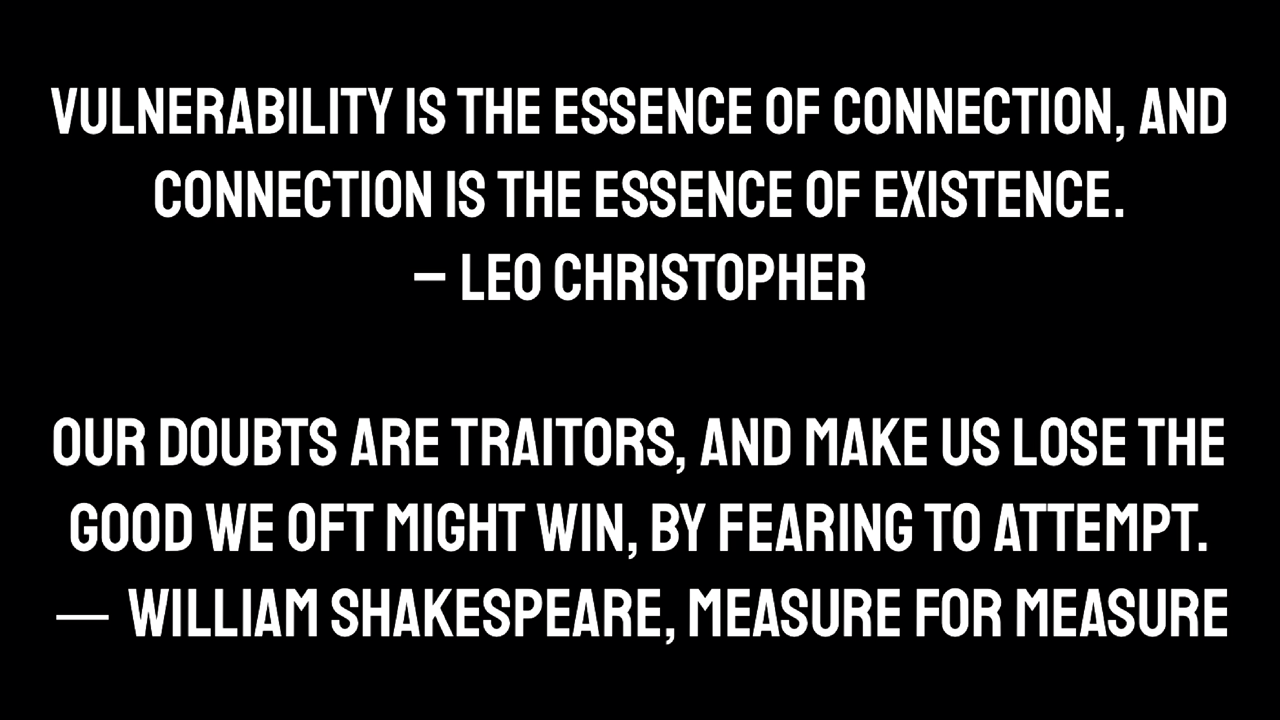 VULNERABILITY IS THE ESSENCE OF CONNECTION, AND
CONNECTION IS THE ESSENCE OF EXISTENCE.
– LEO CHRISTOPHER
OUR DOUBTS ARE TRAITORS, AND MAKE US LOSE THE
GOOD WE OFT MIGHT WIN, BY FEARING TO ATTEMPT.
— WILLIAM SHAKESPEARE, MEASURE FOR MEASURE